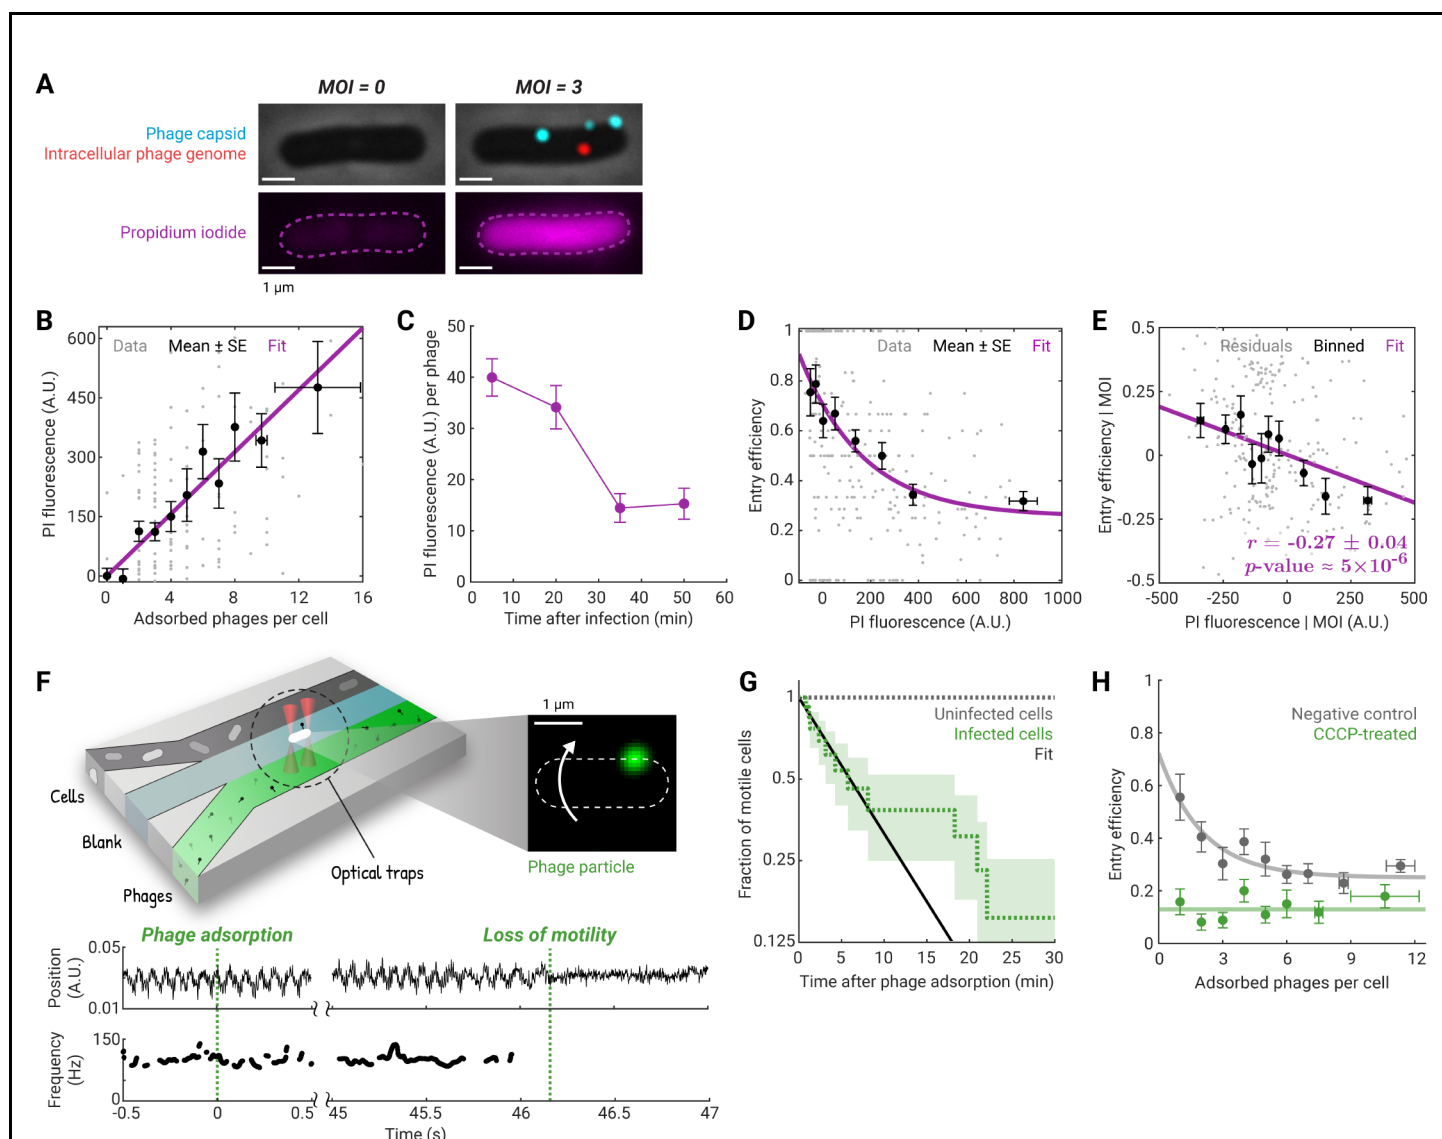 A
MOI = 0
MOI = 3
Phage capsid
Intracellular phage genome
Propidium iodide
1 μm
B
Data
Mean ± SE
Fit
600
450
300
150
0
PI fluorescence (A.U.)
0
4
8
12
16
Adsorbed phages per cell
C
50
40
30
20
10
0
PI fluorescence (A.U.) per phage
0
10
20
30
40
50
60
Time after infection (min)
D
Data
Mean ± SE
Fit
1
0.8
0.6
0.4
0.2
0
Entry efficiency
0
200
400
600
800
1000
PI fluorescence (A.U.)
E
Residuals
Binned
Fit
0.5
0.25
0
-0.25
-0.5
Entry efficiency | MOI
r = -0.27 ± 0.04
p-value ≈ 5×10⁻⁶
-500
-250
0
250
500
PI fluorescence | MOI (A.U.)
F
Cells
Blank
Phages
Optical traps
1 μm
Phage particle
Phage adsorption
Loss of motility
0.05
0.01
Position
(A.U.)
150
0
Frequency
(Hz)
-0.5
0
0.5
45
45.5
46
46.5
47
Time (s)
G
Uninfected cells
Infected cells
Fit
1
0.5
0.25
0.125
Fraction of motile cells
0
5
10
15
20
25
30
Time after phage adsorption (min)
H
Negative control
CCCP-treated
1
0.8
0.6
0.4
0.2
0
Entry efficiency
0
3
6
9
12
Adsorbed phages per cell